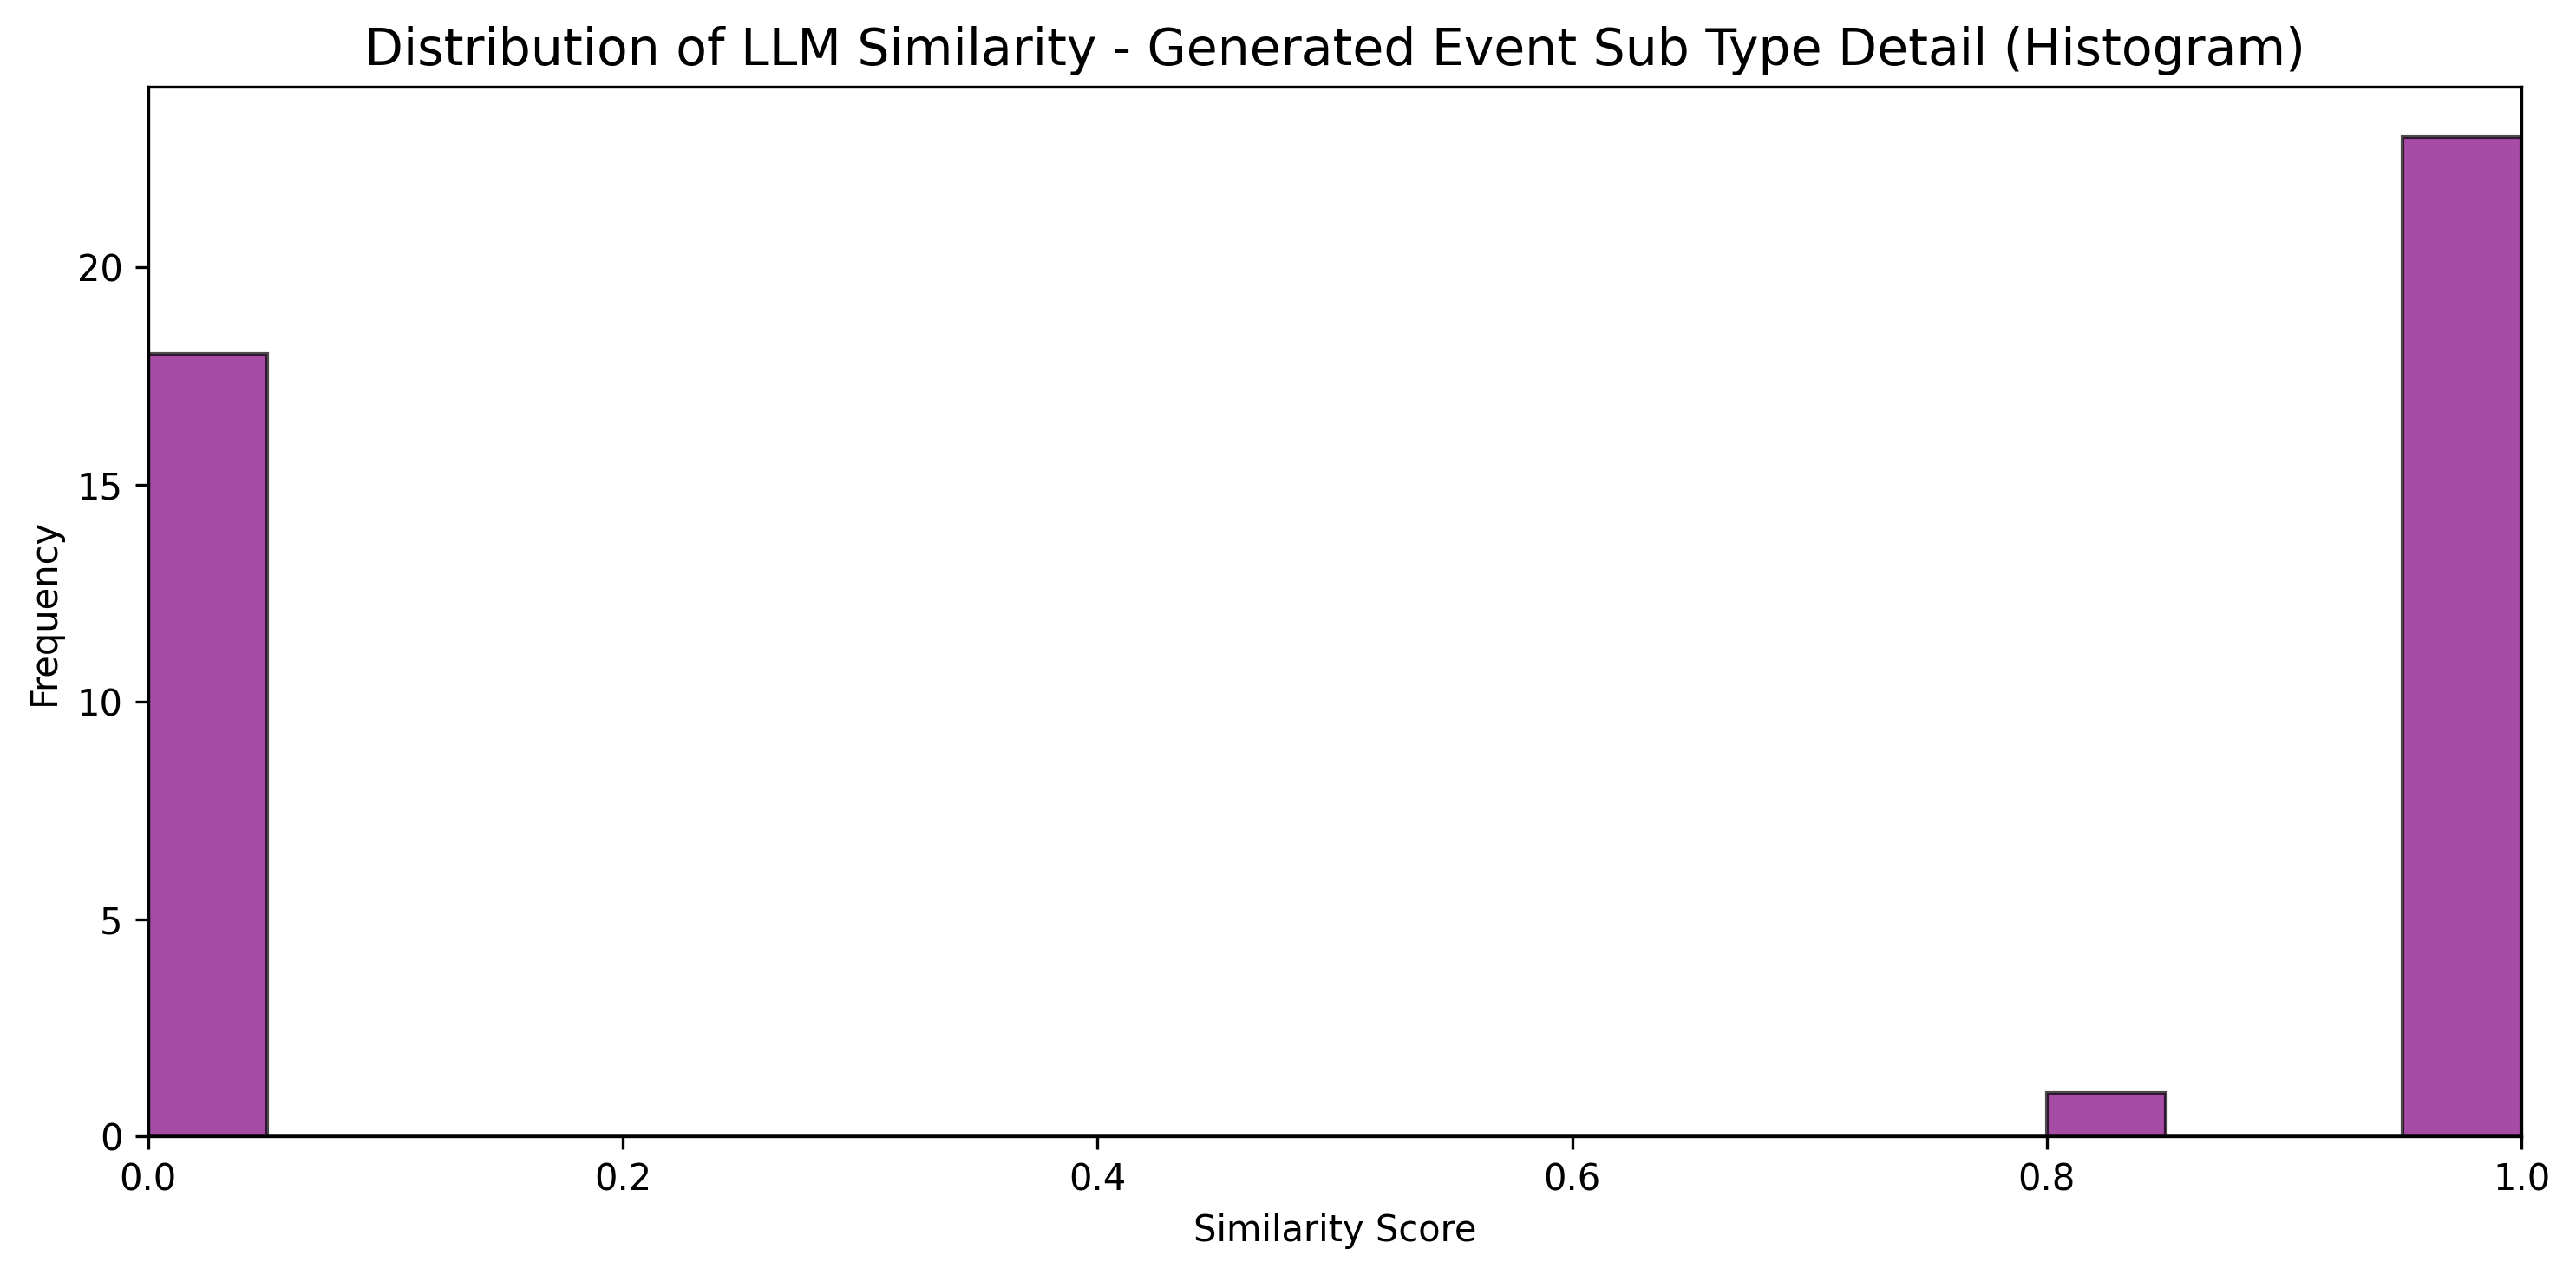 Distribution of LLM Similarity - Generated Event Sub Type Detail (Histogram)
Frequency
20
15
10
5
0
0.0 0.2 0.4 0.6 0.8 1.0
Similarity Score